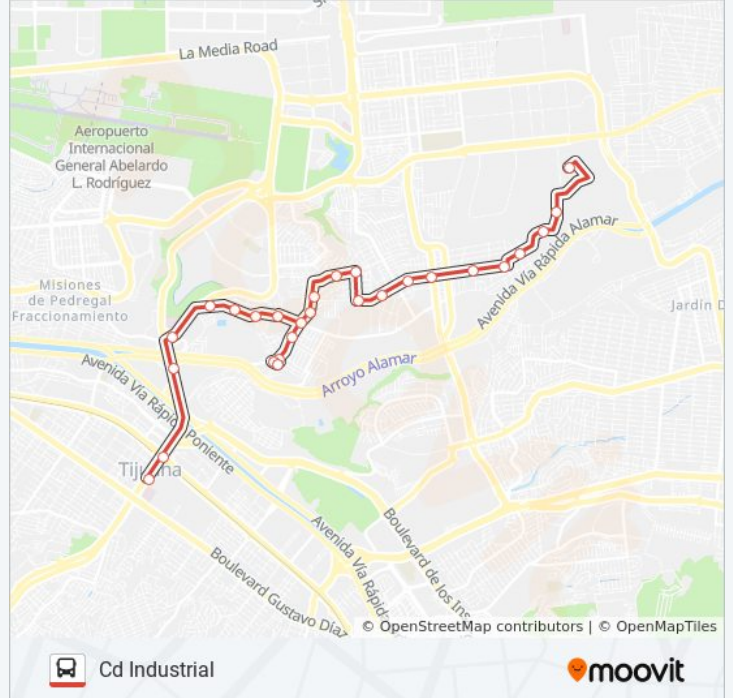 La Media Road
Aeropuerto
Internacional
General Abelardo
L. Rodríguez
Avenida Vía Rápida Alamar
Misiones
de Pedregal
Fraccionamiento
Jardín D
Arroyo Alamar
Avenida Vía Rápida Poniente
Tijuana
Boulevard Gustavo Díaz
Avenida Vía Rápid
Boulevard de los Ins
© OpenStreetMap contributors | © OpenMapTiles
Cd Industrial
moovit